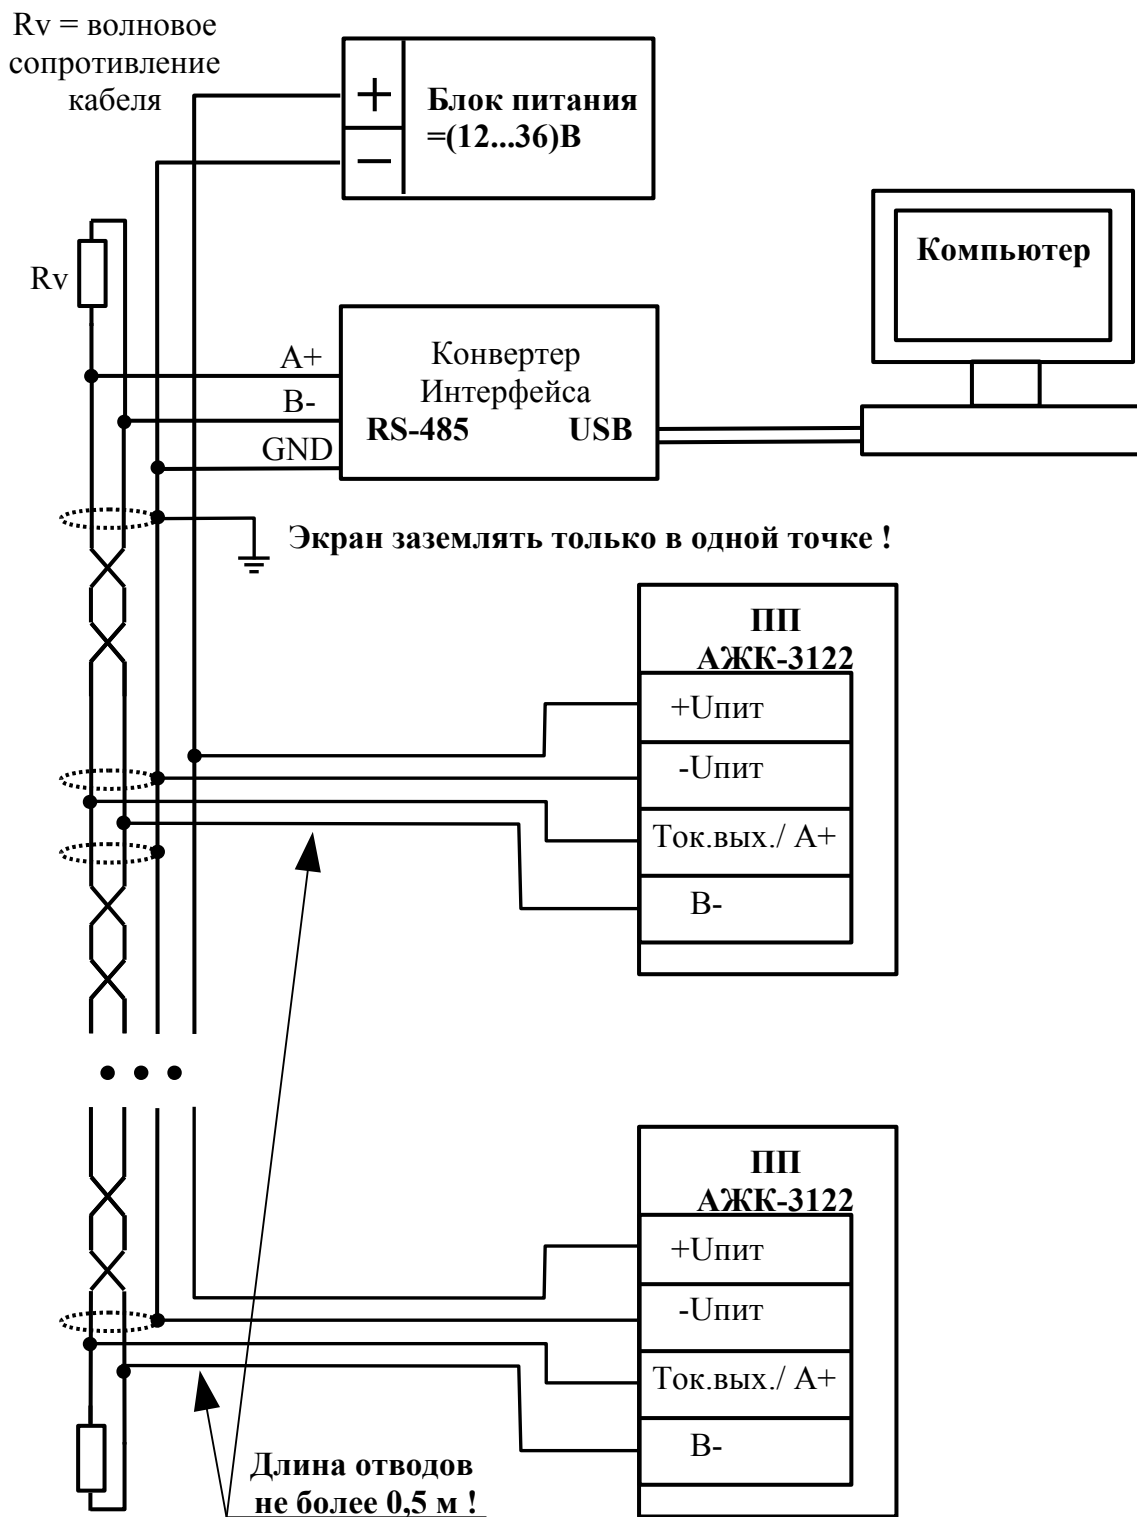 Rv = волновое
сопротивление
кабеля
+
−
Блок питания
=(12...36)В
Компьютер
Rv
A+
B-
GND
Конвертер
Интерфейса
RS-485 USB
Экран заземлять только в одной точке !
ПП
АЖК-3122
+Uпит
-Uпит
Ток.вых./ A+
B-
ПП
АЖК-3122
+Uпит
-Uпит
Ток.вых./ A+
B-
Длина отводов
не более 0,5 м !